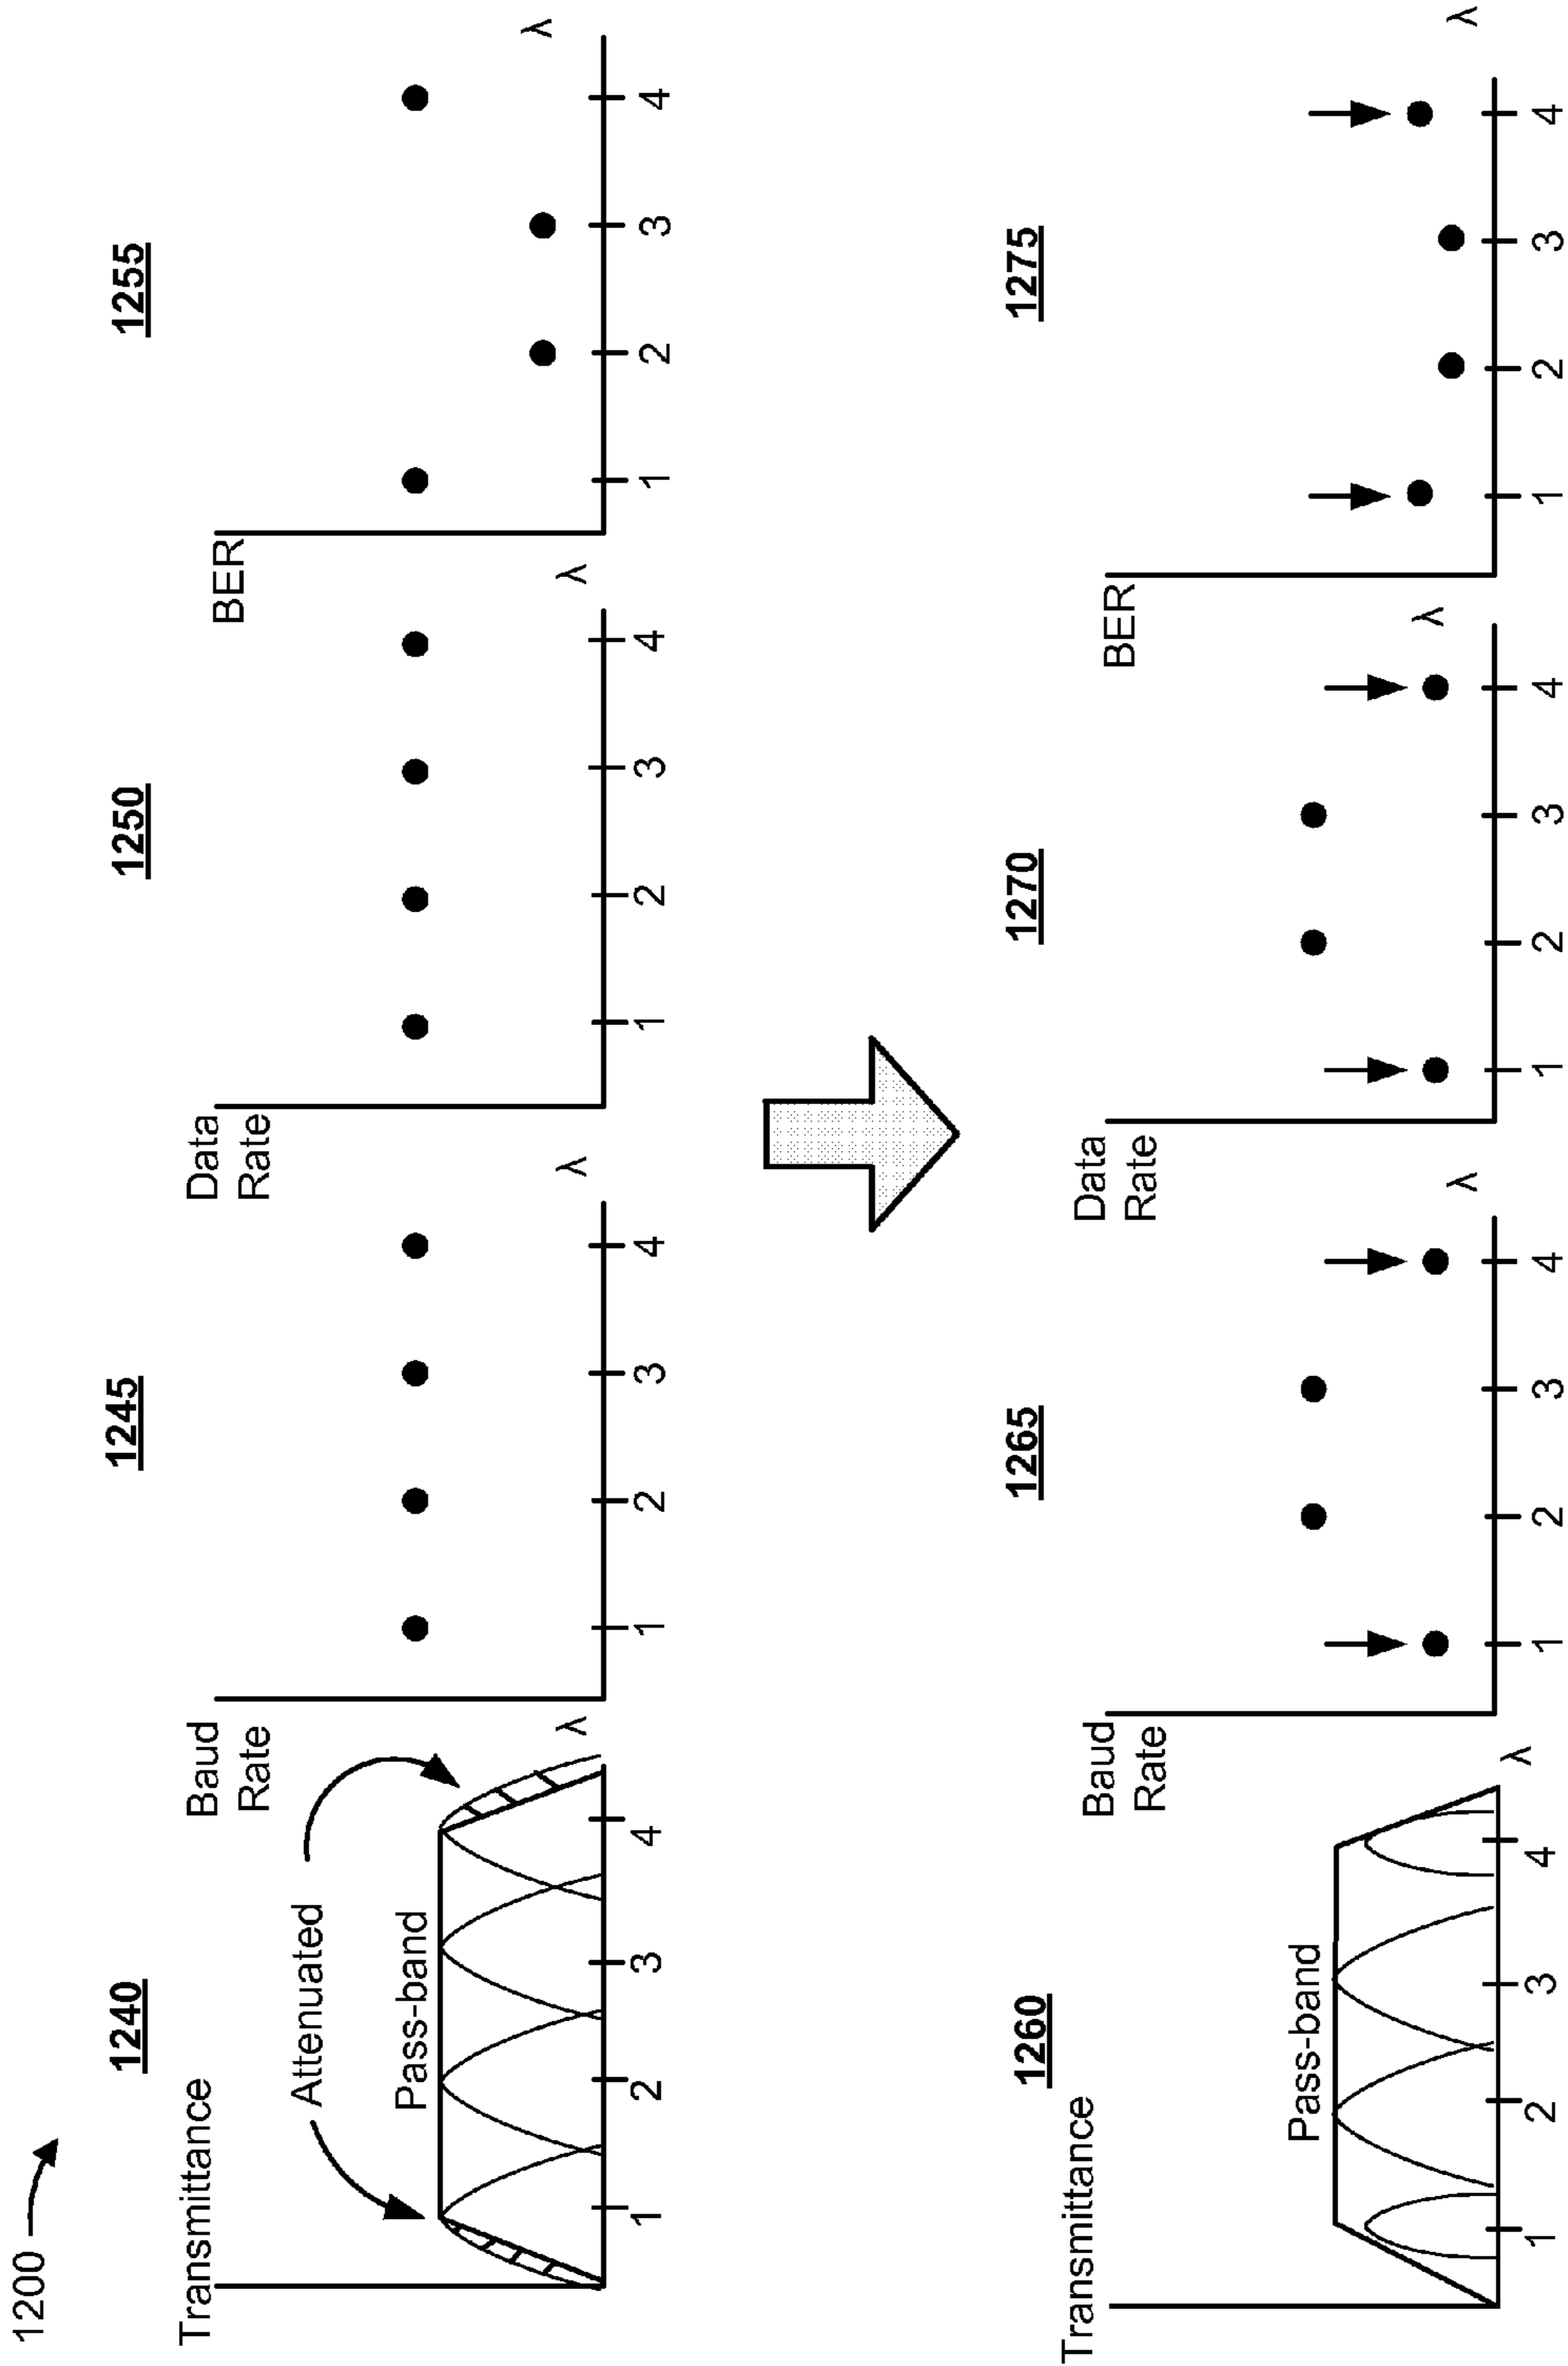 1200
1240
Transmittance
Attenuated
Pass-band
1 2 3 4 λ
1245
Baud
Rate
1 2 3 4 λ
1250
Data
Rate
1 2 3 4 λ
1255
BER
1 2 3 4 λ
1260
Transmittance
Pass-band
1 2 3 4 λ
1265
Baud
Rate
1 2 3 4 λ
1270
Data
Rate
1 2 3 4 λ
1275
BER
1 2 3 4 λ